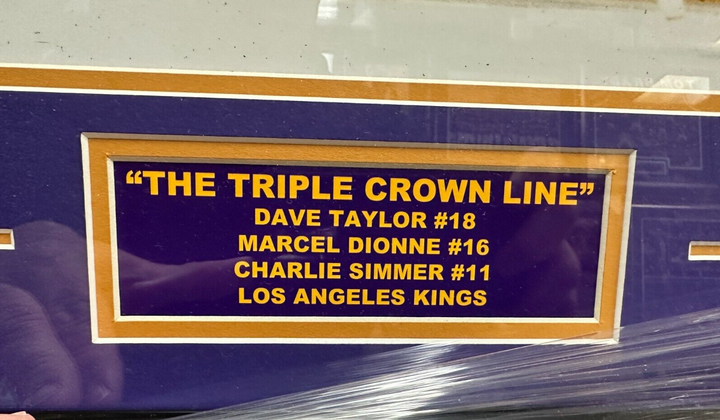 “THE TRIPLE CROWN LINE”
DAVE TAYLOR #18
MARCEL DIONNE #16
CHARLIE SIMMER #11
LOS ANGELES KINGS